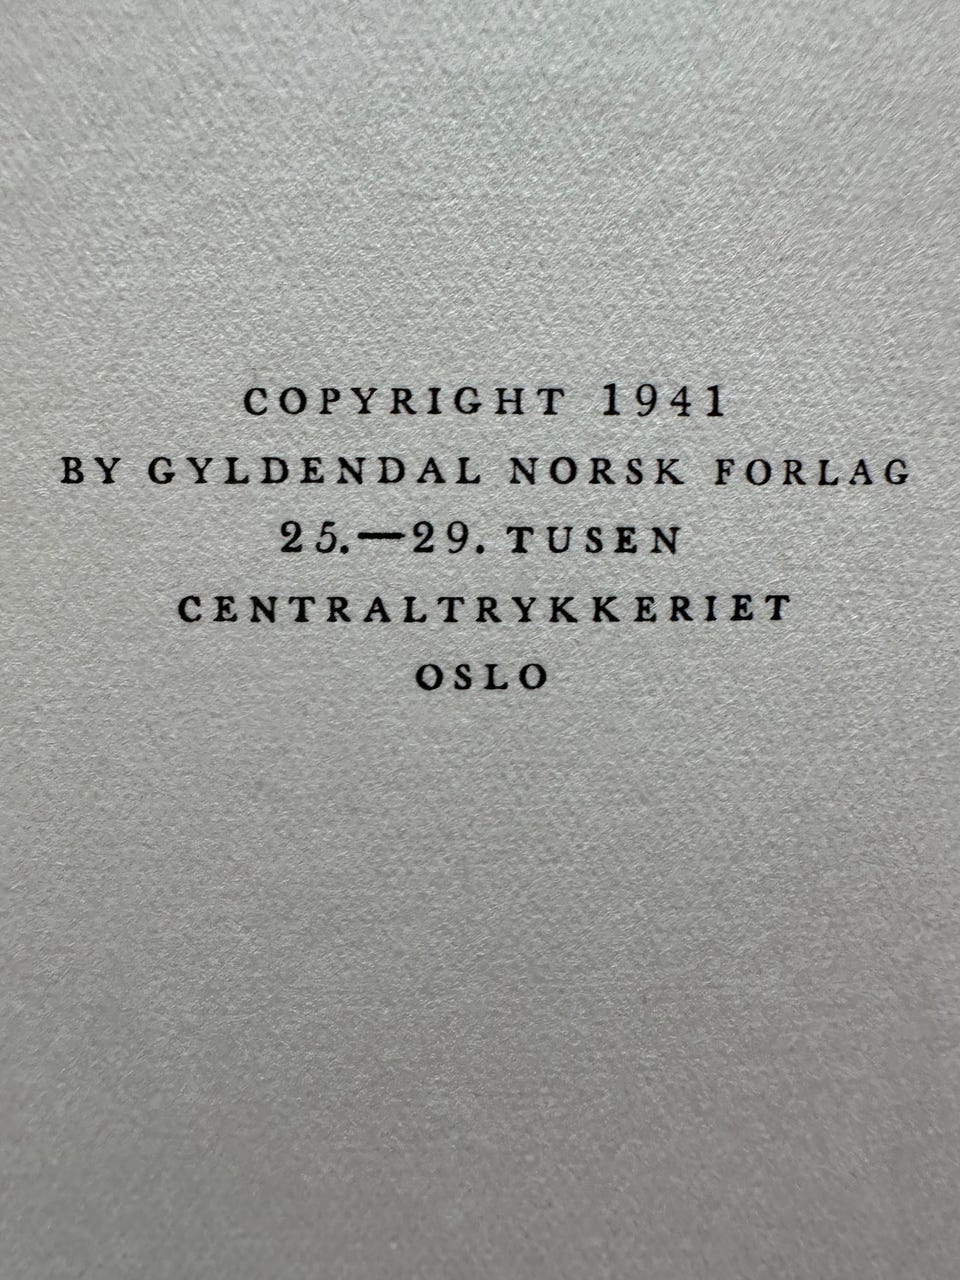 COPYRIGHT 1941
BY GYLDENDAL NORSK FORLAG
25.—29. TUSEN
CENTRALTRYKKERIET
OSLO